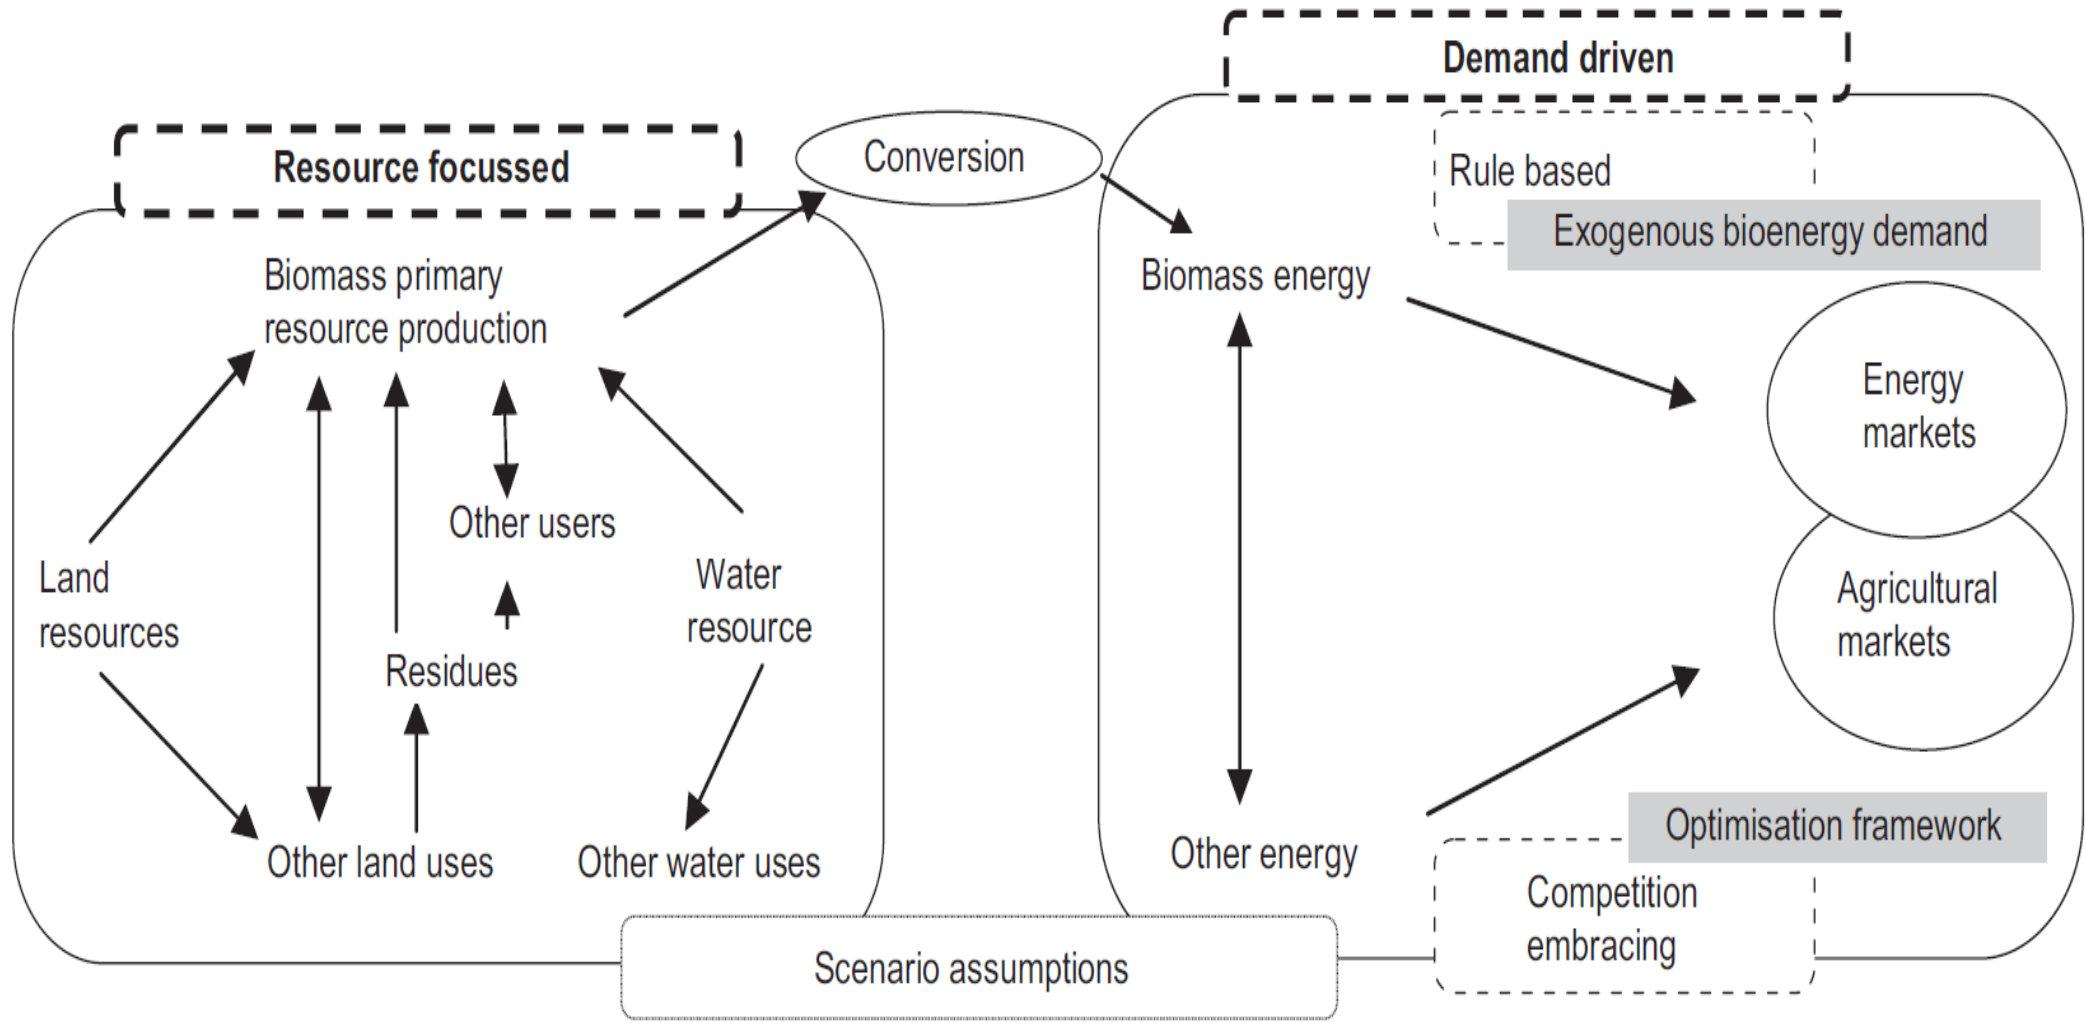 Demand driven
Resource focussed
Conversion
Rule based
Exogenous bioenergy demand
Biomass primary
resource production
Biomass energy
Energy
markets
Other users
Land
resources
Water
resource
Agricultural
markets
Residues
Other land uses
Other water uses
Other energy
Optimisation framework
Competition
embracing
Scenario assumptions